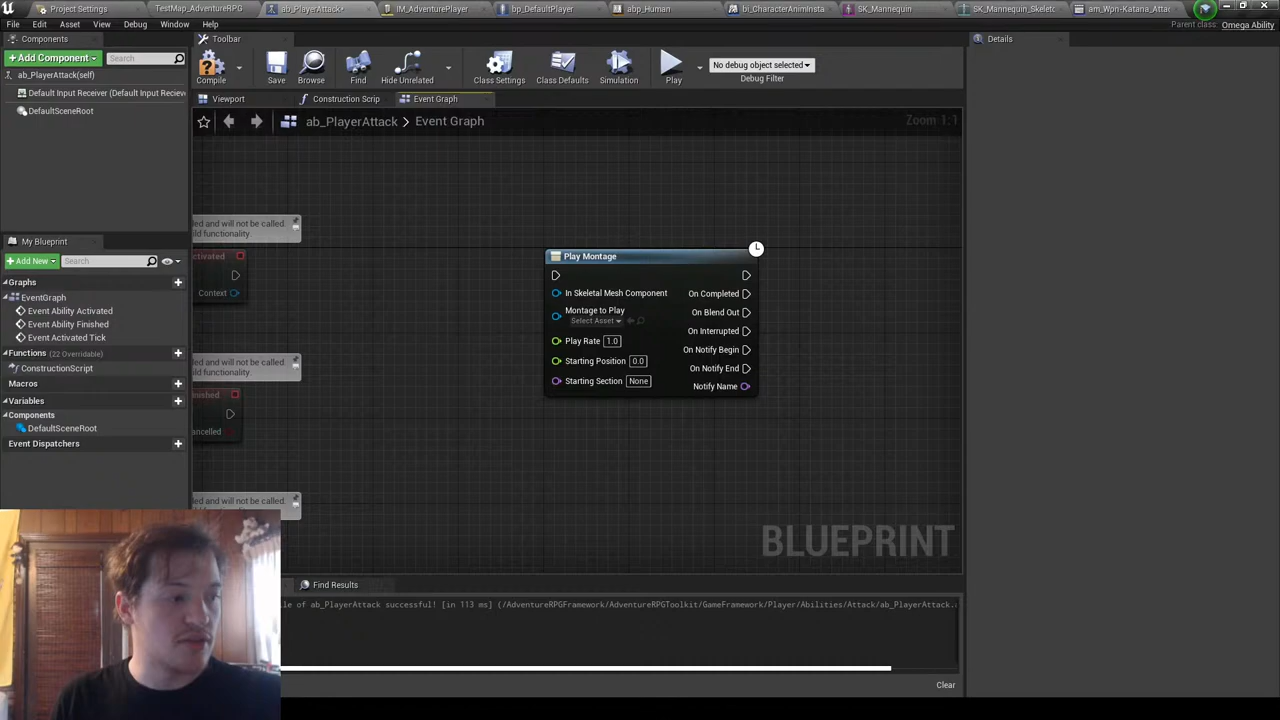 Project Settings
TestMap_AdventureRPG
ab_PlayerAttack*
IM_AdventurePlayer
bp_DefaultPlayer
abp_Human
bi_CharacterAnimInsta
SK_Mannequin
SK_Mannequin_Skelet
am_Wpn-Katana_Atta
File Edit Asset View Debug Window Help
Parent class: Omega Ability
Components
Toolbar
Details
+Add Component
Search
ab_PlayerAttack(self)
Default Input Receiver (Default Input Reciev
DefaultSceneRoot
Compile
Save
Browse
Find
Hide Unrelated
Class Settings
Class Defaults
Simulation
Play
No debug object selected
Debug Filter
Viewport
Construction Scrip
Event Graph
ab_PlayerAttack > Event Graph
Zoom 1:1
led and will not be called.
ld functionality.
ctivated
Context
led and will not be called.
ld functionality.
nished
ancelled
led and will not be called.
Play Montage
In Skeletal Mesh Component
On Completed
Montage to Play
Select Asset
On Blend Out
On Interrupted
Play Rate 1.0
On Notify Begin
Starting Position 0.0
On Notify End
Starting Section None
Notify Name
My Blueprint
+Add New
Search
Graphs
EventGraph
Event Ability Activated
Event Ability Finished
Event Activated Tick
Functions (22 Overridable)
ConstructionScript
Macros
Variables
Components
DefaultSceneRoot
Event Dispatchers
BLUEPRINT
Find Results
ile of ab_PlayerAttack successful! [in 113 ms] (/AdventureRPGFramework/AdventureRPGToolkit/GameFramework/Player/Abilities/Attack/ab_PlayerAttack.
Clear